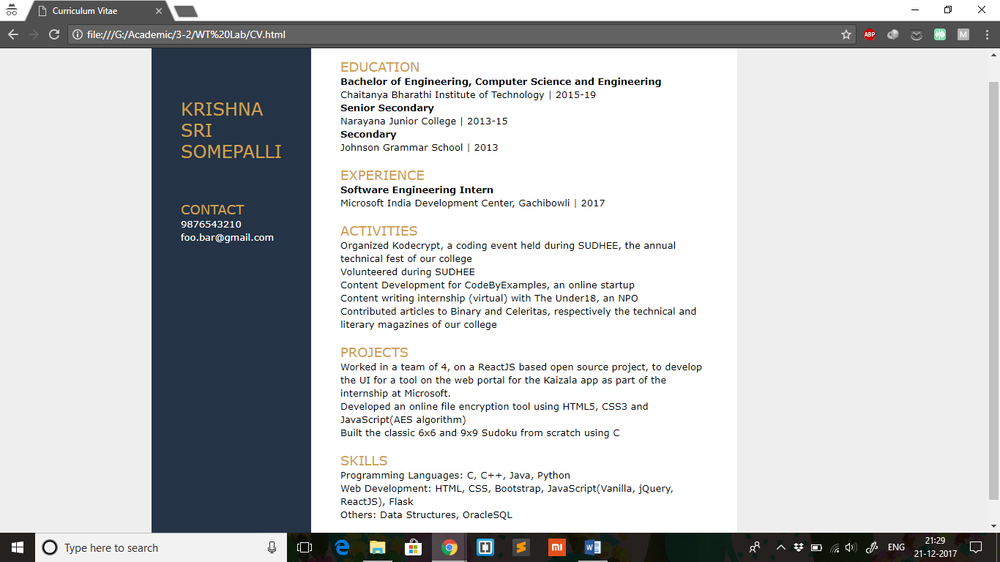 Curriculum Vitae
file:///G:/Academic/3-2/WT%20Lab/CV.html
ABP
M
KRISHNA
SRI
SOMEPALLI
CONTACT
9876543210
foo.bar@gmail.com
EDUCATION
Bachelor of Engineering, Computer Science and Engineering
Chaitanya Bharathi Institute of Technology | 2015-19
Senior Secondary
Narayana Junior College | 2013-15
Secondary
Johnson Grammar School | 2013
EXPERIENCE
Software Engineering Intern
Microsoft India Development Center, Gachibowli | 2017
ACTIVITIES
Organized Kodecrypt, a coding event held during SUDHEE, the annual
technical fest of our college
Volunteered during SUDHEE
Content Development for CodeByExamples, an online startup
Content writing internship (virtual) with The Under18, an NPO
Contributed articles to Binary and Celeritas, respectively the technical and
literary magazines of our college
PROJECTS
Worked in a team of 4, on a ReactJS based open source project, to develop
the UI for a tool on the web portal for the Kaizala app as part of the
internship at Microsoft.
Developed an online file encryption tool using HTML5, CSS3 and
JavaScript(AES algorithm)
Built the classic 6x6 and 9x9 Sudoku from scratch using C
SKILLS
Programming Languages: C, C++, Java, Python
Web Development: HTML, CSS, Bootstrap, JavaScript(Vanilla, jQuery,
ReactJS), Flask
Others: Data Structures, OracleSQL
Type here to search
mi
ENG
21:29
21-12-2017